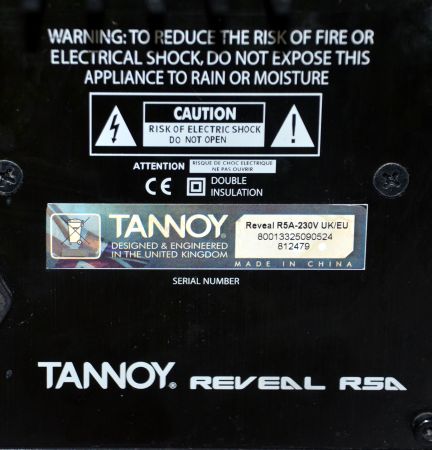 WARNING: TO REDUCE THE RISK OF FIRE OR
ELECTRICAL SHOCK, DO NOT EXPOSE THIS
APPLIANCE TO RAIN OR MOISTURE
CAUTION
RISK OF ELECTRIC SHOCK
DO NOT OPEN
ATTENTION RISQUE DE CHOC ELECTRIQUE
NE PAS OUVRIR
CE DOUBLE
INSULATION
TANNOY.
DESIGNED & ENGINEERED
IN THE UNITED KINGDOM
Reveal R5A-230V UK/EU
80013325090524
812479
MADE IN CHINA
SERIAL NUMBER
TANNOY® REVEAL R5A